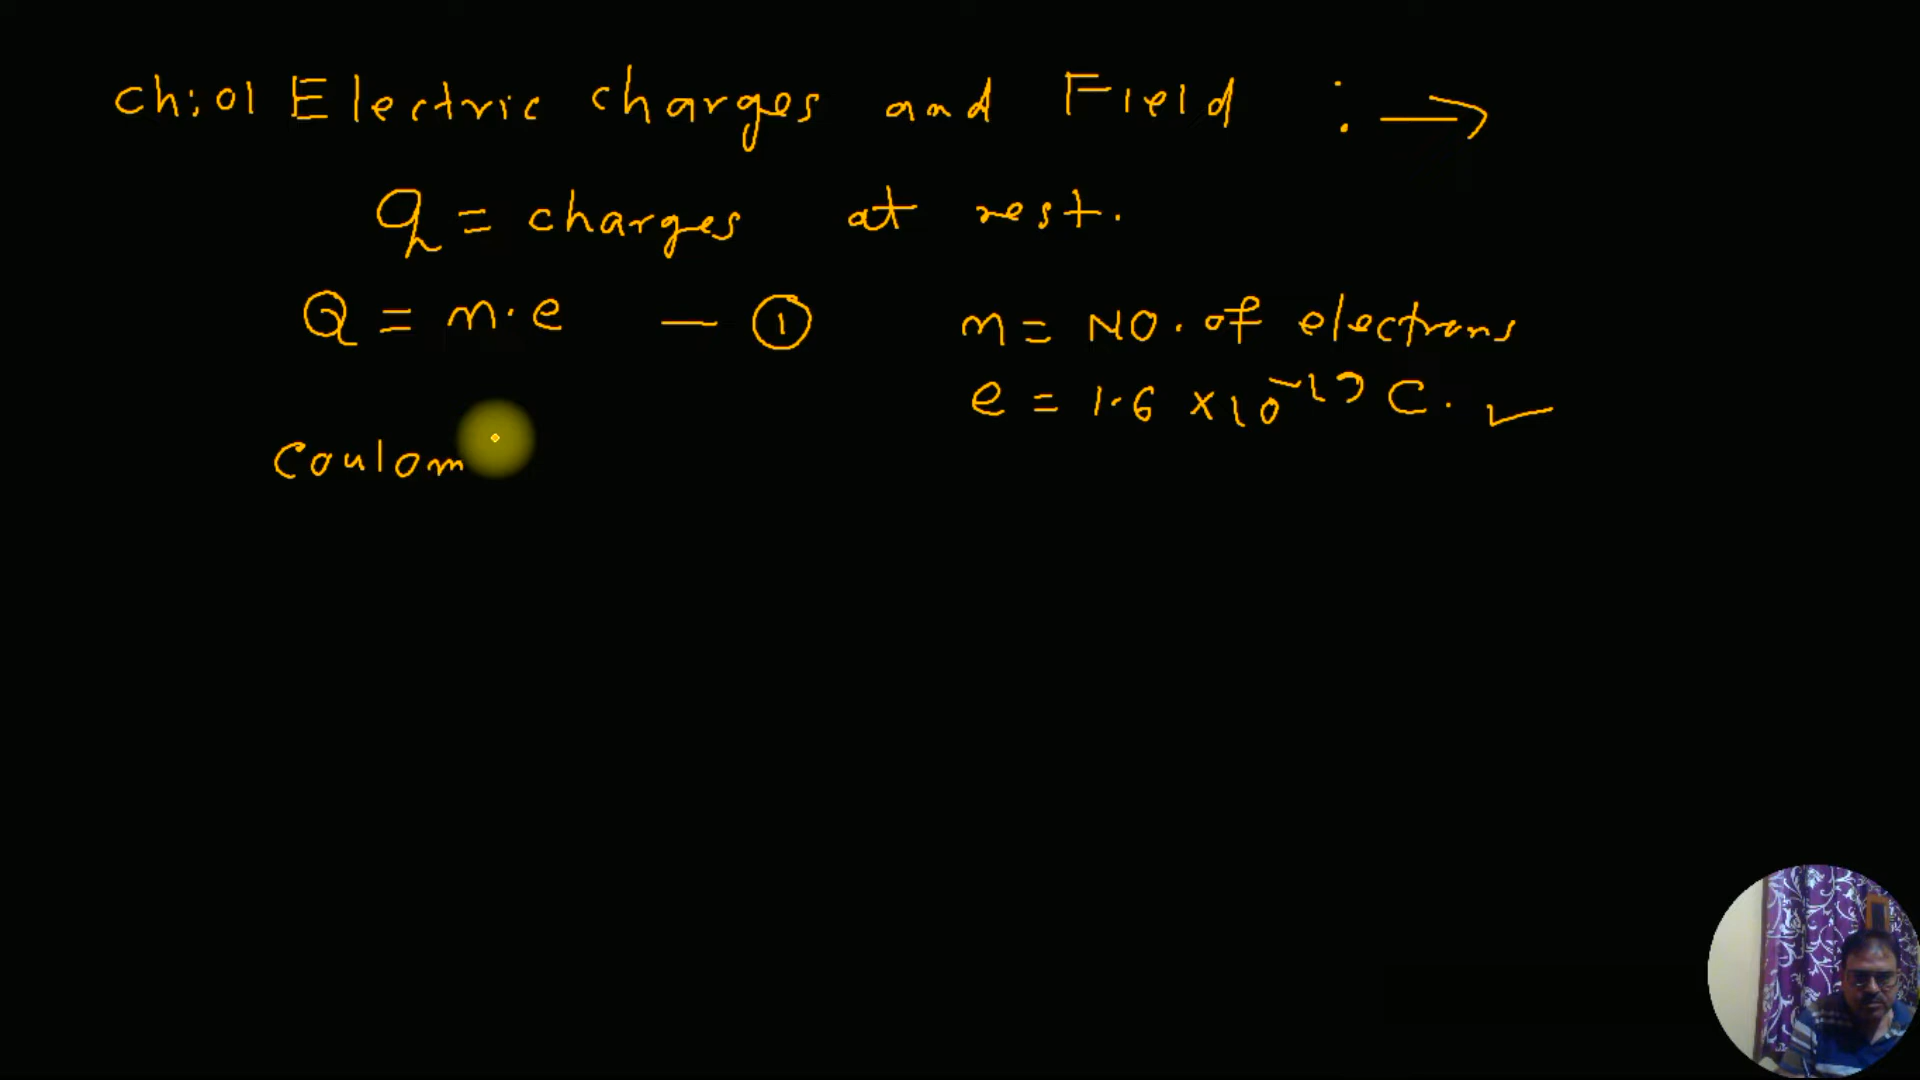 Ch:01 Electric charges and Field :→
q = charges at rest.
Q = n.e — ①
n = NO. of electrons
e = 1.6 × 10⁻¹⁹ C. ✓
Coulom